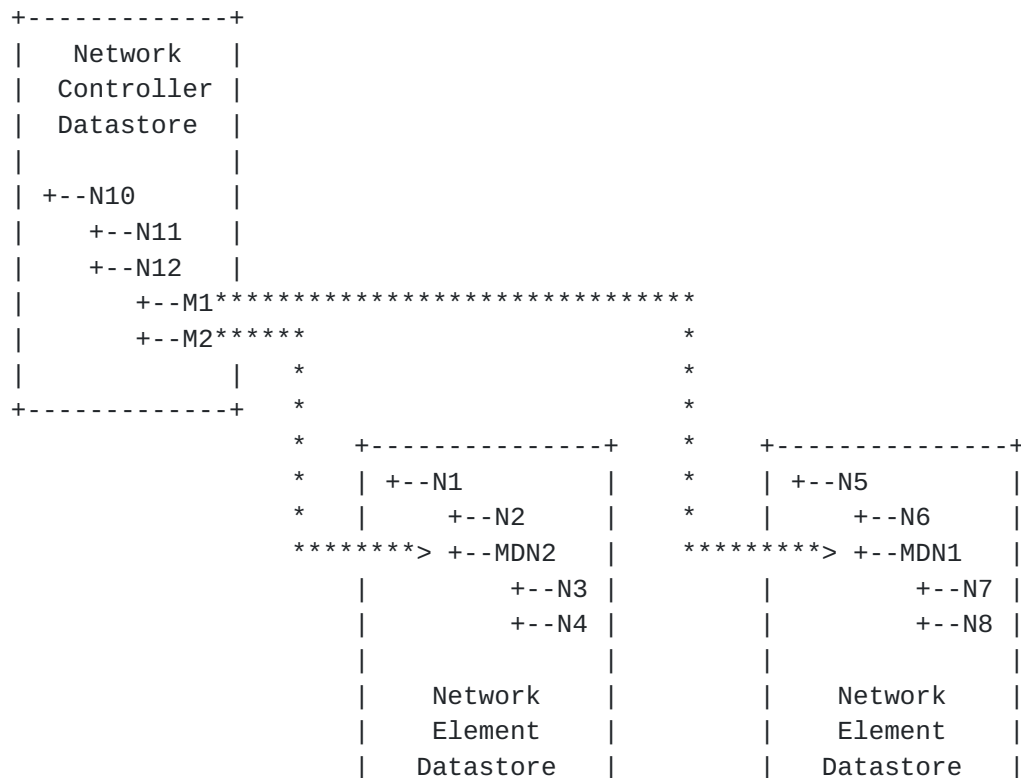 +-------------+
|   Network   |
|  Controller |
|  Datastore  |
|             |
| +--N10      |
|    +--N11   |
|    +--N12   |
|       +--M1*******************************
|       +--M2******                        *
|             |   *                        *
+-------------+   *                        *
                  *   +---------------+    *    +---------------+
                  *   | +--N1         |    *    | +--N5         |
                  *   |     +--N2     |    *    |     +--N6     |
                  ********> +--MDN2   |    *********> +--MDN1   |
                      |         +--N3 |         |         +--N7 |
                      |         +--N4 |         |         +--N8 |
                      |               |         |               |
                      |    Network    |         |    Network    |
                      |    Element    |         |    Element    |
                      |   Datastore   |         |   Datastore   |